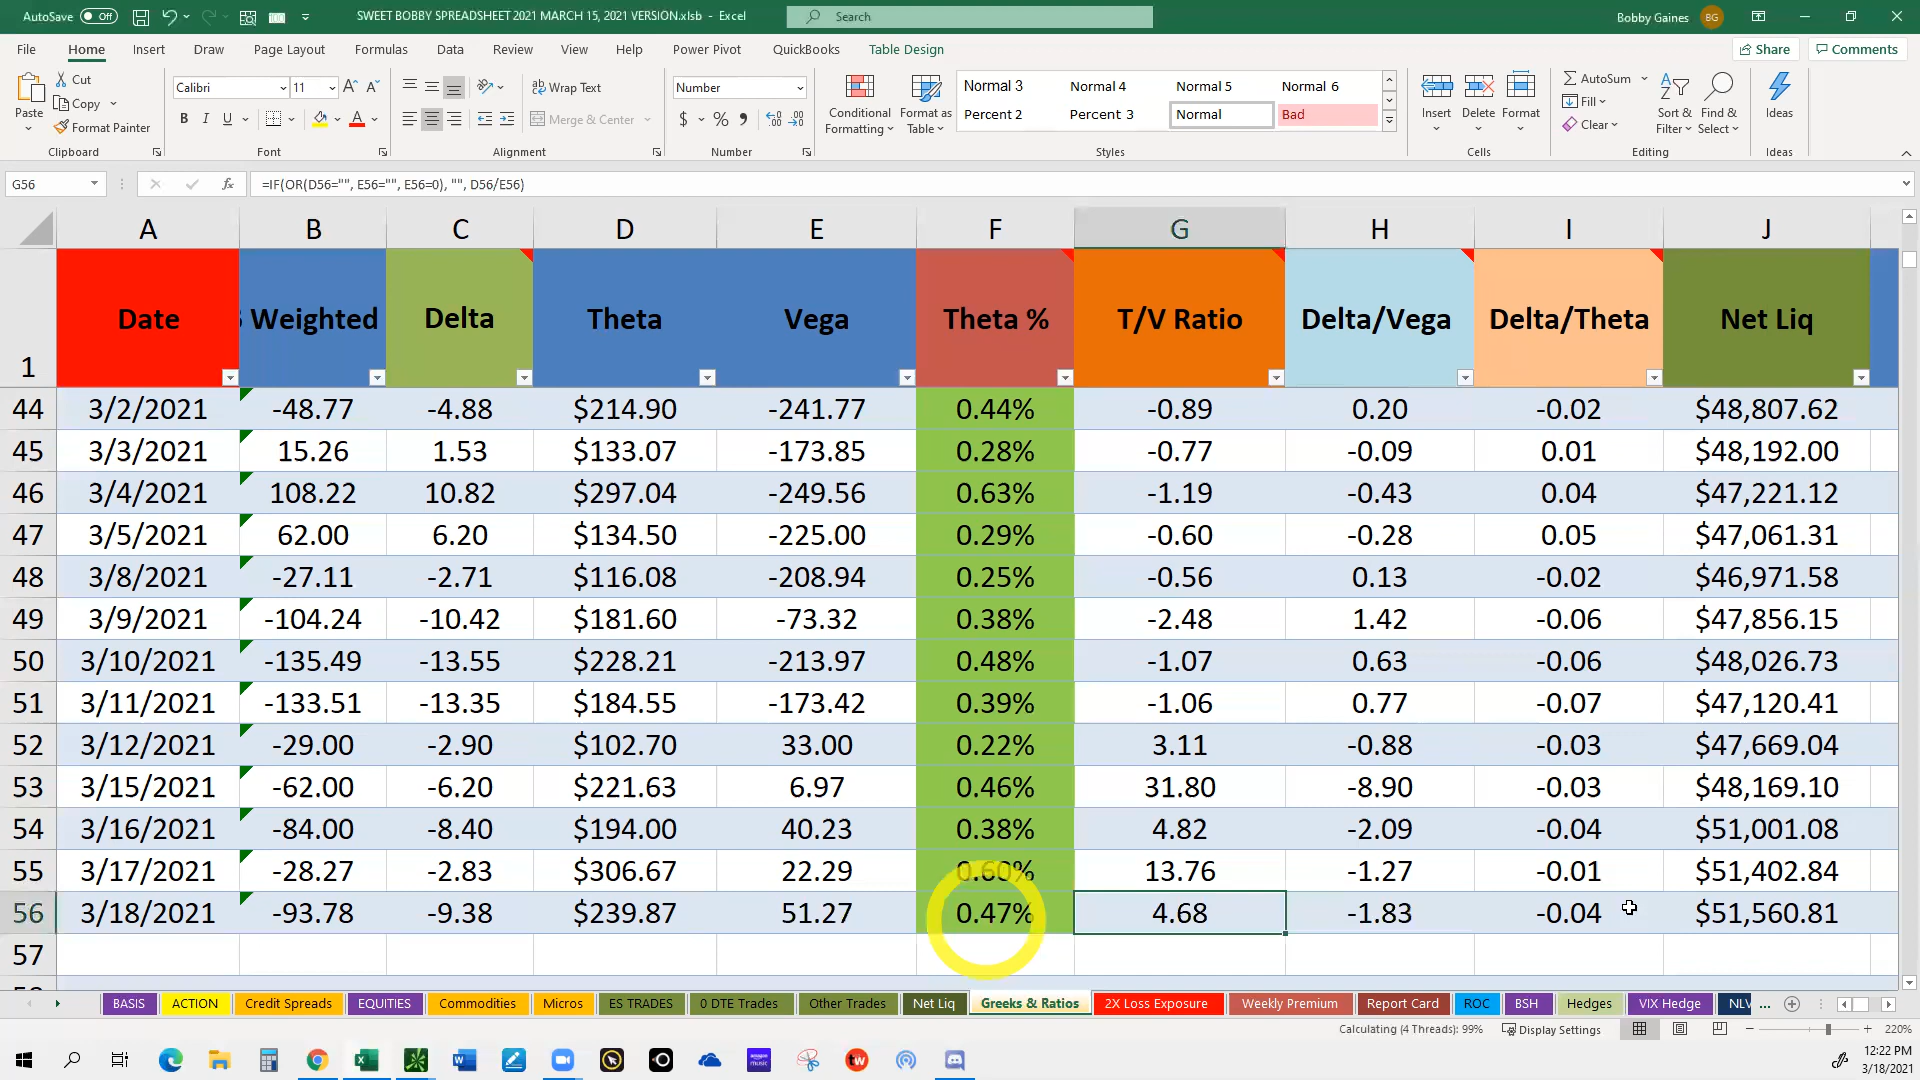 AutoSave Off SWEET BOBBY SPREADSHEET 2021 MARCH 15, 2021 VERSION.xlsb - Excel Search Bobby Gaines BG
File Home Insert Draw Page Layout Formulas Data Review View Help Power Pivot QuickBooks Table Design Share Comments
Paste Cut Copy Format Painter
Calibri 11 A A B I U A
Wrap Text Merge & Center
Number $ %
Conditional Formatting Format as Table
Normal 3 Normal 4 Normal 5 Normal 6
Percent 2 Percent 3 Normal Bad
Insert Delete Format
AutoSum Fill Clear Sort & Filter Find & Select
Ideas
Clipboard Font Alignment Number Styles Cells Editing Ideas
G56 fx =IF(OR(D56="", E56="", E56=0), "", D56/E56)
A B C D E F G H I J
1 Date Weighted Delta Theta Vega Theta % T/V Ratio Delta/Vega Delta/Theta Net Liq
44 3/2/2021 -48.77 -4.88 $214.90 -241.77 0.44% -0.89 0.20 -0.02 $48,807.62
45 3/3/2021 15.26 1.53 $133.07 -173.85 0.28% -0.77 -0.09 0.01 $48,192.00
46 3/4/2021 108.22 10.82 $297.04 -249.56 0.63% -1.19 -0.43 0.04 $47,221.12
47 3/5/2021 62.00 6.20 $134.50 -225.00 0.29% -0.60 -0.28 0.05 $47,061.31
48 3/8/2021 -27.11 -2.71 $116.08 -208.94 0.25% -0.56 0.13 -0.02 $46,971.58
49 3/9/2021 -104.24 -10.42 $181.60 -73.32 0.38% -2.48 1.42 -0.06 $47,856.15
50 3/10/2021 -135.49 -13.55 $228.21 -213.97 0.48% -1.07 0.63 -0.06 $48,026.73
51 3/11/2021 -133.51 -13.35 $184.55 -173.42 0.39% -1.06 0.77 -0.07 $47,120.41
52 3/12/2021 -29.00 -2.90 $102.70 33.00 0.22% 3.11 -0.88 -0.03 $47,669.04
53 3/15/2021 -62.00 -6.20 $221.63 6.97 0.46% 31.80 -8.90 -0.03 $48,169.10
54 3/16/2021 -84.00 -8.40 $194.00 40.23 0.38% 4.82 -2.09 -0.04 $51,001.08
55 3/17/2021 -28.27 -2.83 $306.67 22.29 0.60% 13.76 -1.27 -0.01 $51,402.84
56 3/18/2021 -93.78 -9.38 $239.87 51.27 0.47% 4.68 -1.83 -0.04 $51,560.81
57
BASIS ACTION Credit Spreads EQUITIES Commodities Micros ES TRADES 0 DTE Trades Other Trades Net Liq Greeks & Ratios 2X Loss Exposure Weekly Premium Report Card ROC BSH Hedges VIX Hedge NLV ...
Calculating (4 Threads): 99% Display Settings 220%
12:22 PM
3/18/2021